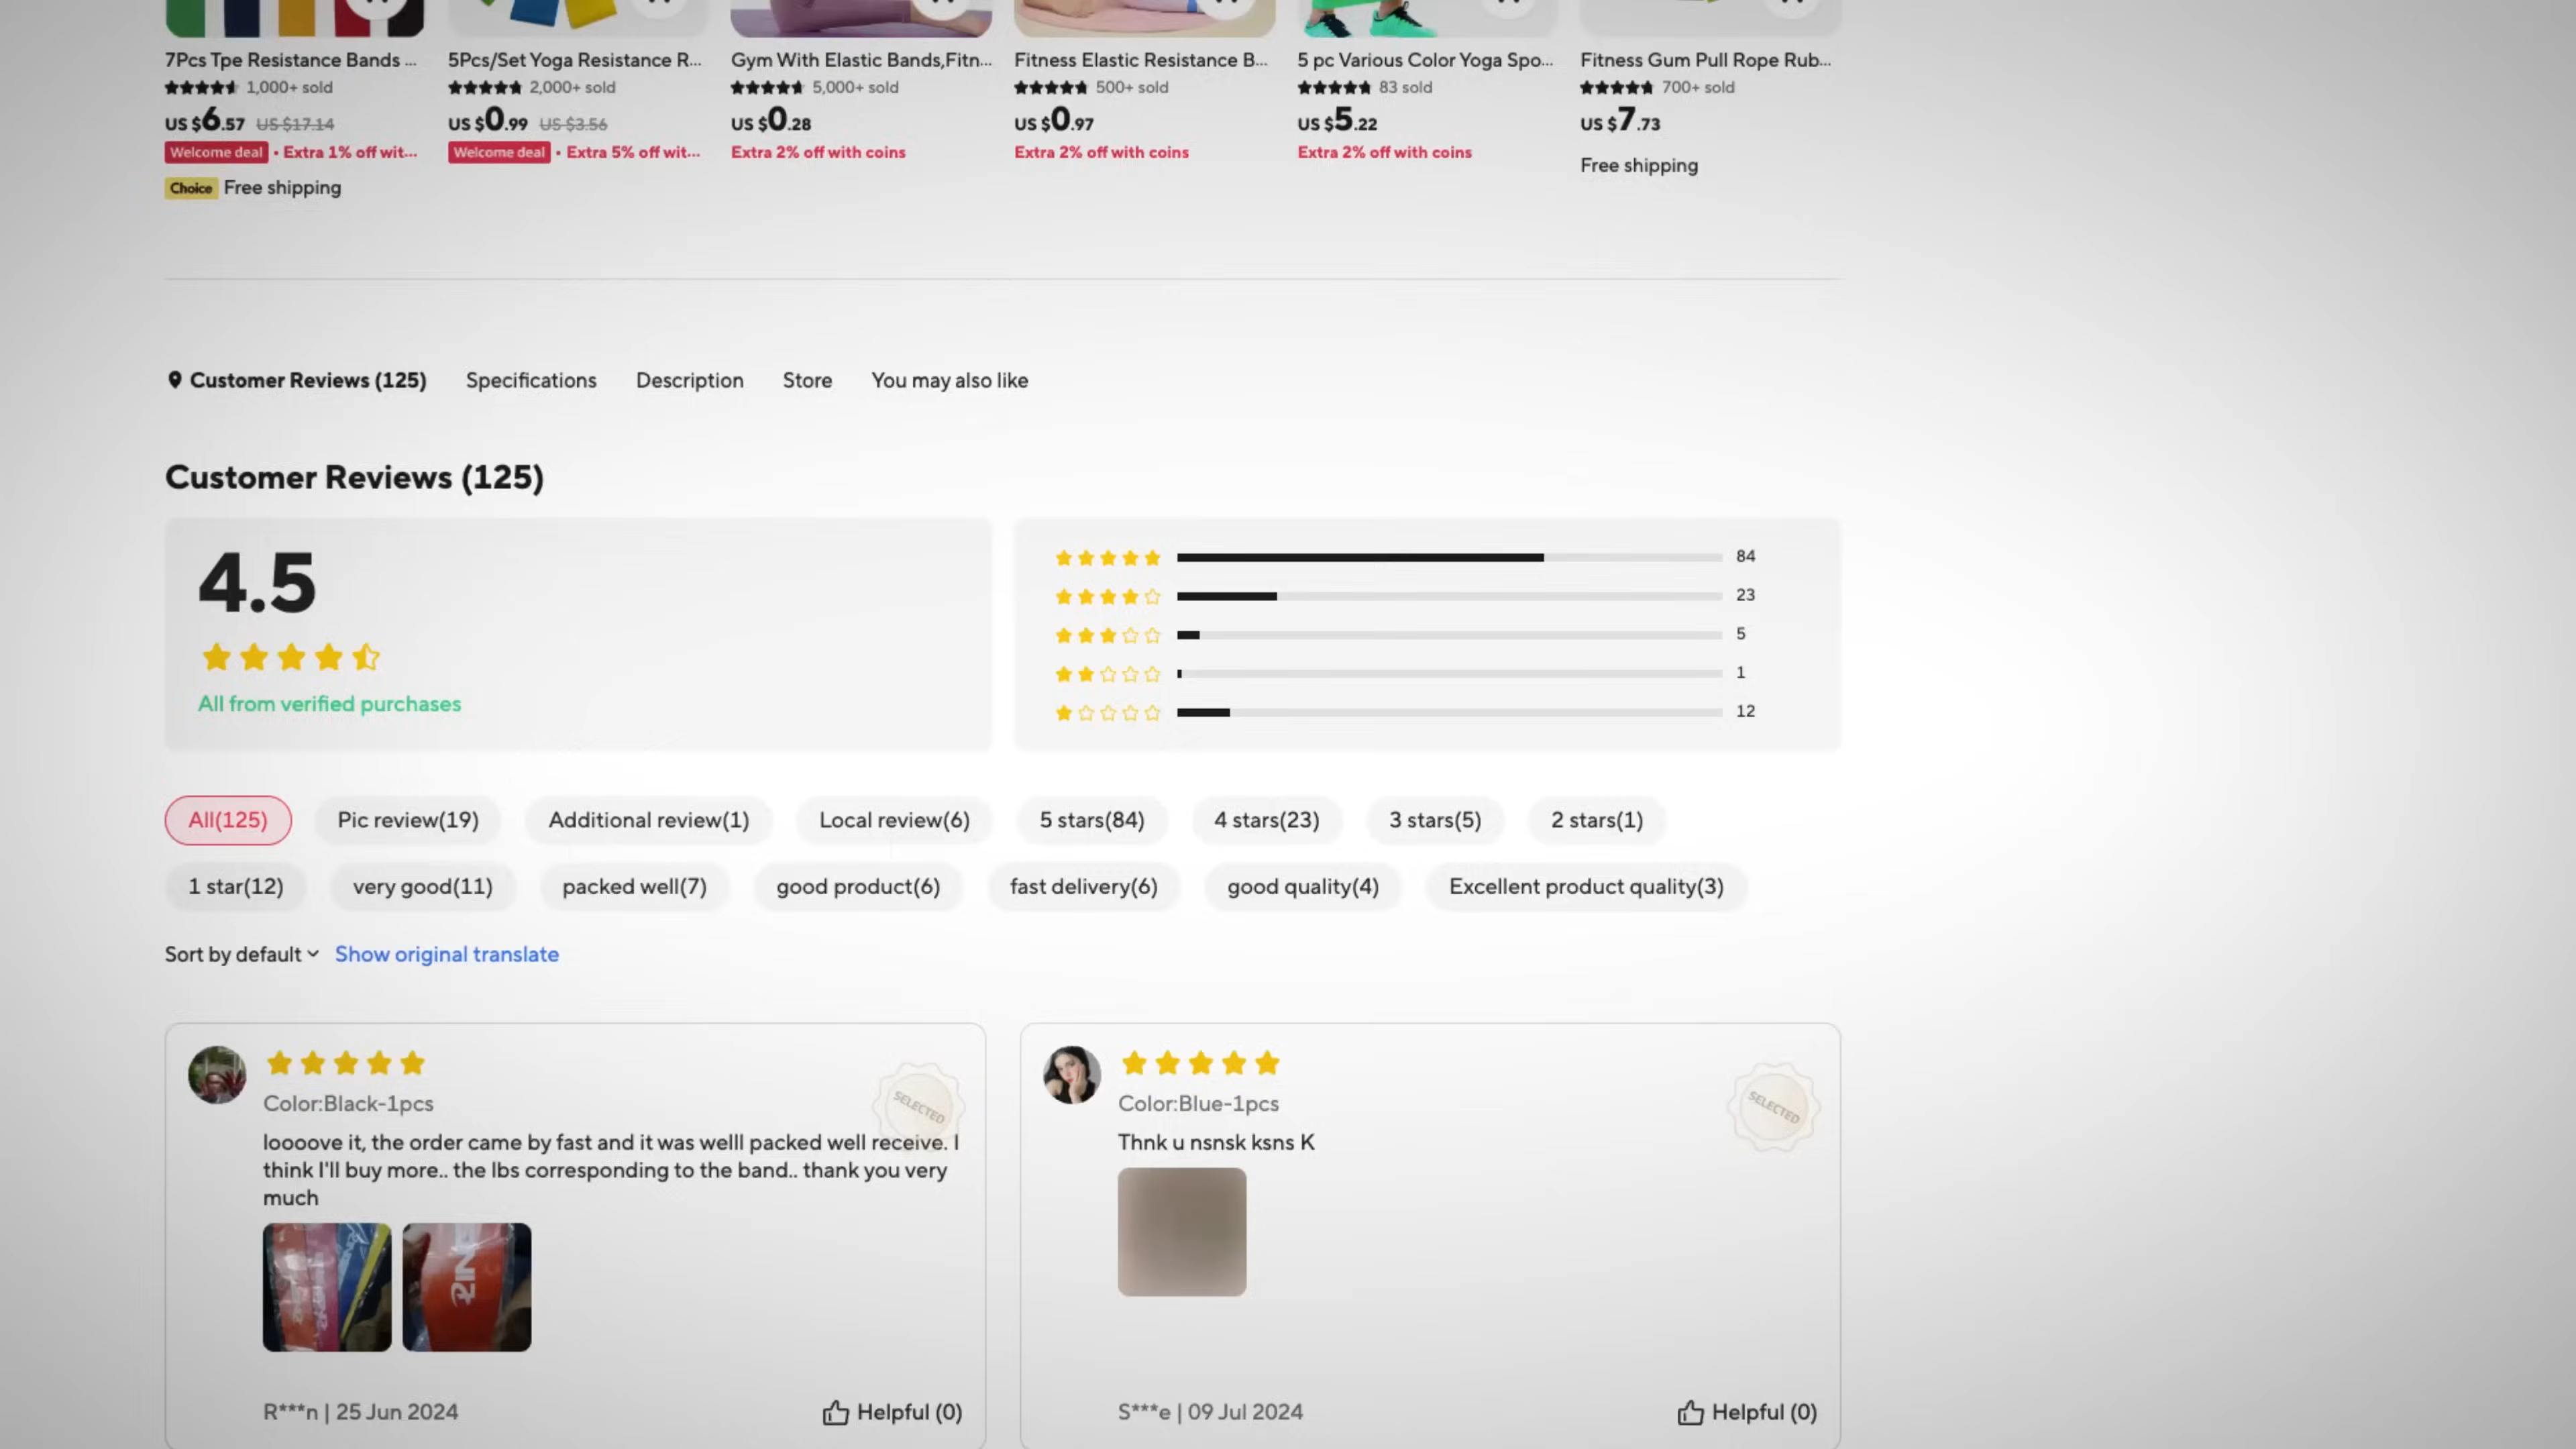 7Pcs Tpe Resistance Bands ...
5Pcs/Set Yoga Resistance R...
Gym With Elastic Bands,Fitn...
Fitness Elastic Resistance B...
5 pc Various Color Yoga Spo...
Fitness Gum Pull Rope Rub...
1,000+ sold
2,000+ sold
5,000+ sold
500+ sold
83 sold
700+ sold
US $6.57 US $17.14
US $0.99 US $3.56
US $0.28
US $0.97
US $5.22
US $7.73
Welcome deal • Extra 1% off wit...
Welcome deal • Extra 5% off wit...
Extra 2% off with coins
Extra 2% off with coins
Extra 2% off with coins
Free shipping
Choice Free shipping
Customer Reviews (125) Specifications Description Store You may also like
Customer Reviews (125)
4.5
All from verified purchases
84
23
5
1
12
All(125) Pic review(19) Additional review(1) Local review(6) 5 stars(84) 4 stars(23) 3 stars(5) 2 stars(1)
1 star(12) very good(11) packed well(7) good product(6) fast delivery(6) good quality(4) Excellent product quality(3)
Sort by default Show original translate
SELECTED
Color:Black-1pcs
loooove it, the order came by fast and it was welll packed well receive. I
think I'll buy more.. the lbs corresponding to the band.. thank you very
much
R***n | 25 Jun 2024
Helpful (0)
SELECTED
Color:Blue-1pcs
Thnk u nsnsk ksns K
S***e | 09 Jul 2024
Helpful (0)